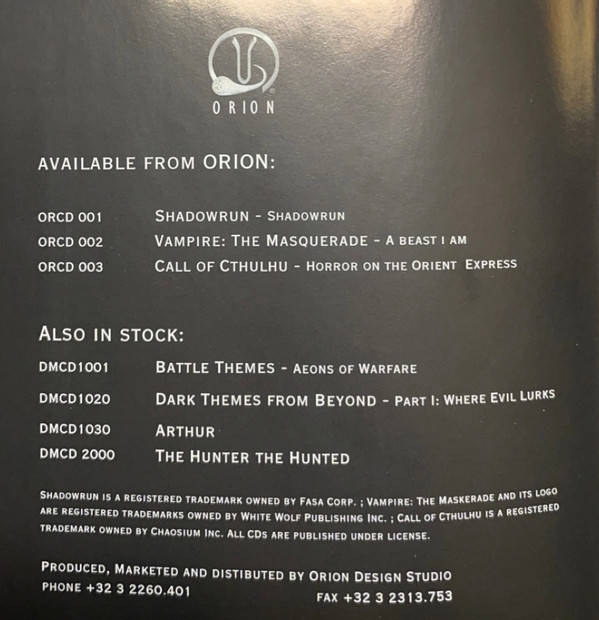 ORION
AVAILABLE FROM ORION:
ORCD 001 SHADOWRUN - SHADOWRUN
ORCD 002 VAMPIRE: THE MASQUERADE - A BEAST I AM
ORCD 003 CALL OF CTHULHU - HORROR ON THE ORIENT EXPRESS
ALSO IN STOCK:
DMCD1001 BATTLE THEMES - AEONS OF WARFARE
DMCD1020 DARK THEMES FROM BEYOND - PART I: WHERE EVIL LURKS
DMCD1030 ARTHUR
DMCD 2000 THE HUNTER THE HUNTED
SHADOWRUN IS A REGISTERED TRADEMARK OWNED BY FASA CORP. ; VAMPIRE: THE MASKERADE AND ITS LOGO
ARE REGISTERED TRADEMARKS OWNED BY WHITE WOLF PUBLISHING INC. ; CALL OF CTHULHU IS A REGISTERED
TRADEMARK OWNED BY CHAOSIUM INC. ALL CDS ARE PUBLISHED UNDER LICENSE.
PRODUCED, MARKETED AND DISTIBUTED BY ORION DESIGN STUDIO
PHONE +32 3 2260.401 FAX +32 3 2313.753